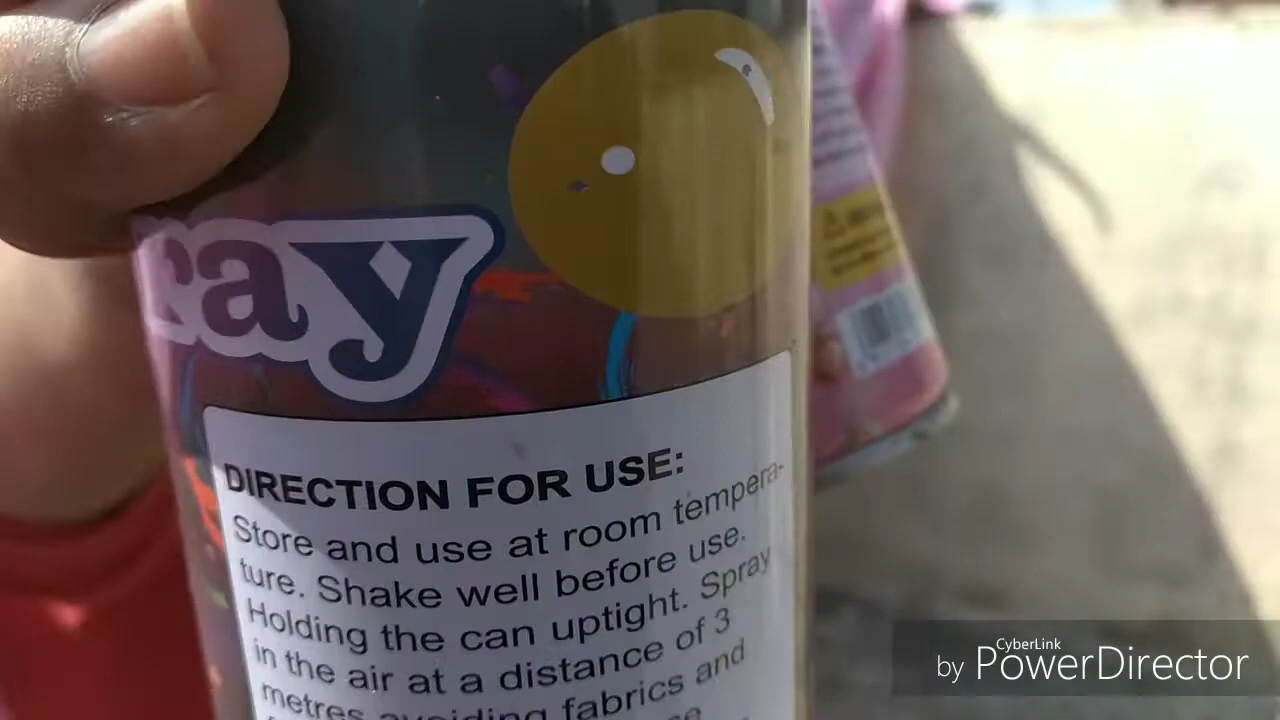 ray
DIRECTION FOR USE:
Store and use at room tempera-
ture. Shake well before use.
Holding the can uptight. Spray
in the air at a distance of 3
metres avoiding fabrics and
CyberLink
by PowerDirector